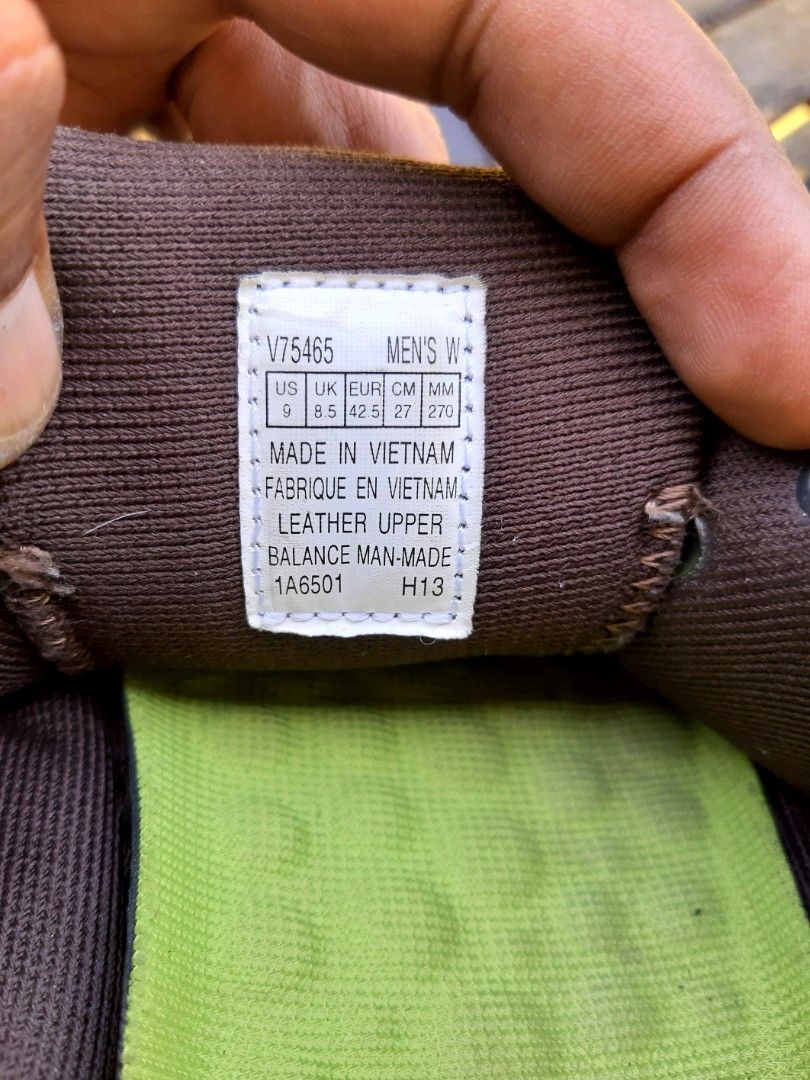 V75465 MEN'S W
US UK EUR CM MM
9 8.5 42.5 27 270
MADE IN VIETNAM
FABRIQUE EN VIETNAM
LEATHER UPPER
BALANCE MAN-MADE
1A6501 H13